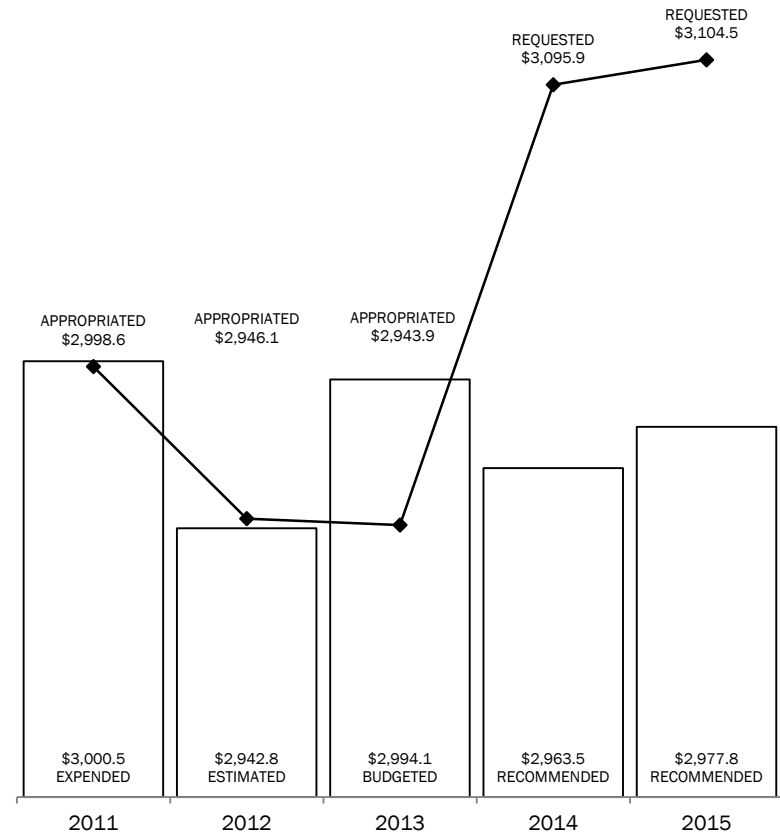 REQUESTED
$3,104.5
REQUESTED
$3,095.9
APPROPRIATED
$2,998.6
APPROPRIATED
$2,946.1
APPROPRIATED
$2,943.9
$3,000.5
EXPENDED
$2,942.8
ESTIMATED
$2,994.1
BUDGETED
$2,963.5
RECOMMENDED
$2,977.8
RECOMMENDED
2011
2012
2013
2014
2015